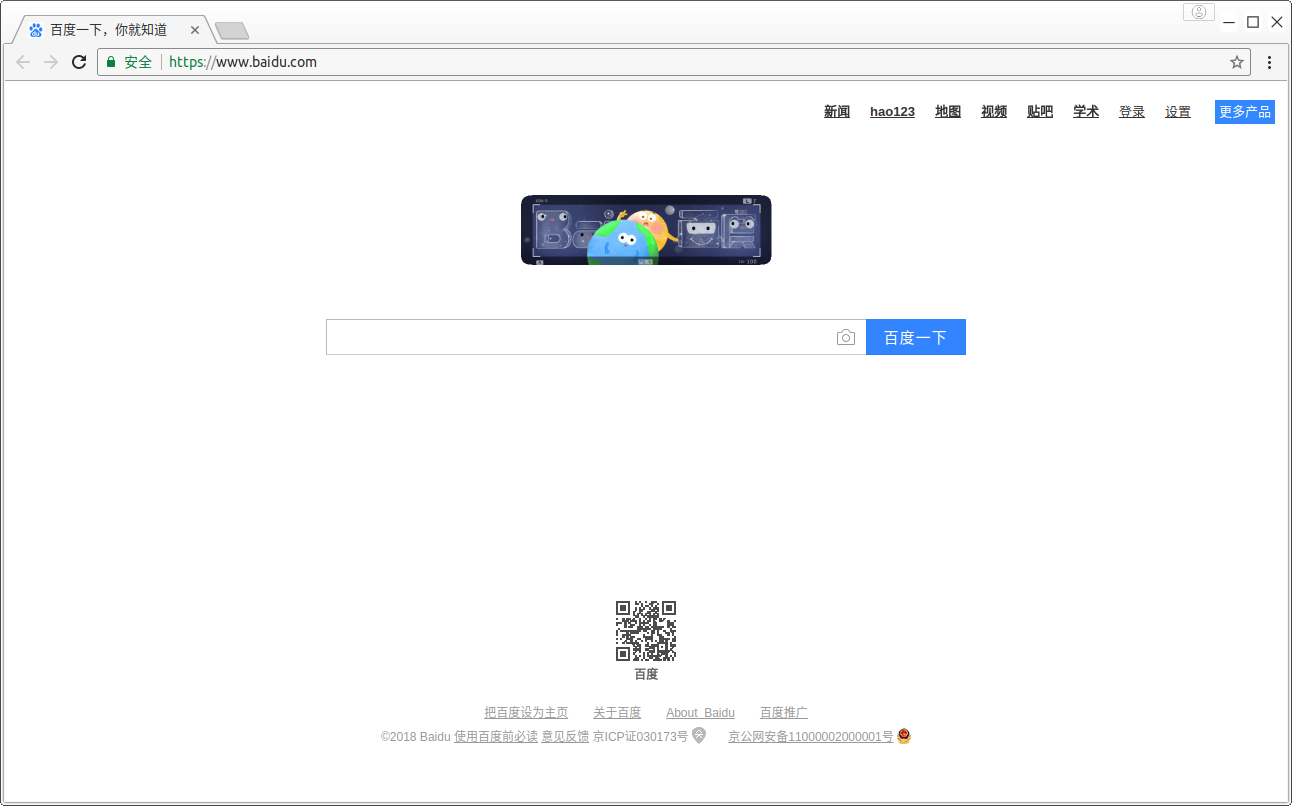 百度一下，你就知道
安全 https://www.baidu.com
新闻 hao123 地图 视频 贴吧 学术 登录 设置 更多产品
百度一下
百度
把百度设为主页 关于百度 About Baidu 百度推广
©2018 Baidu 使用百度前必读 意见反馈 京ICP证030173号 京公网安备11000002000001号